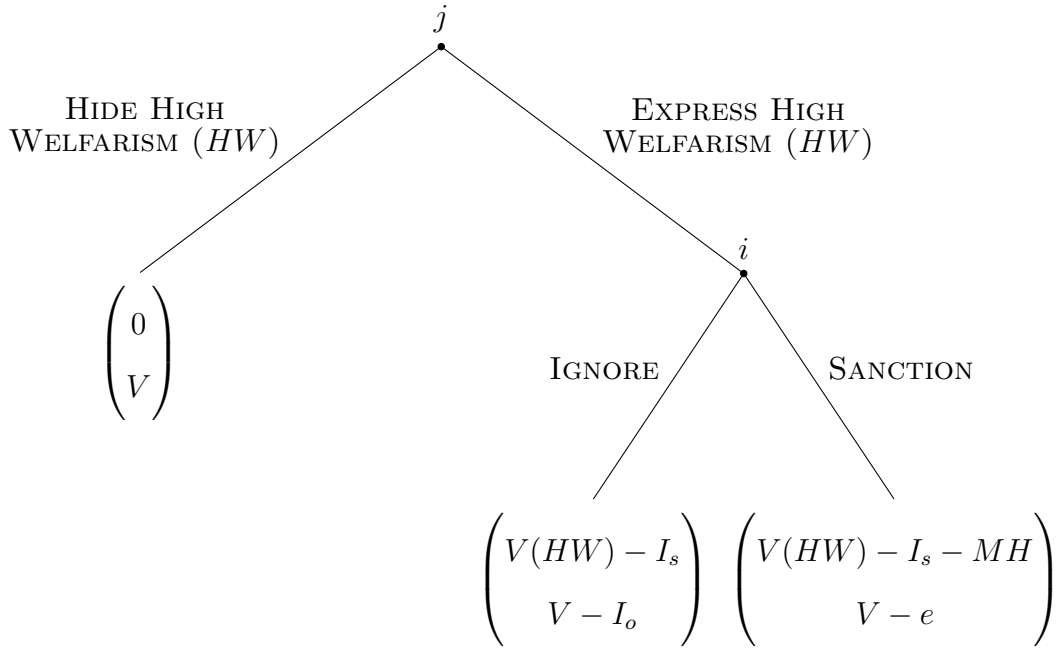 j
HIDE HIGH
WELFARISM (HW)
EXPRESS HIGH
WELFARISM (HW)
i
0
V
IGNORE
SANCTION
V(HW) − I_s
V − I_o
V(HW) − I_s − MH
V − e